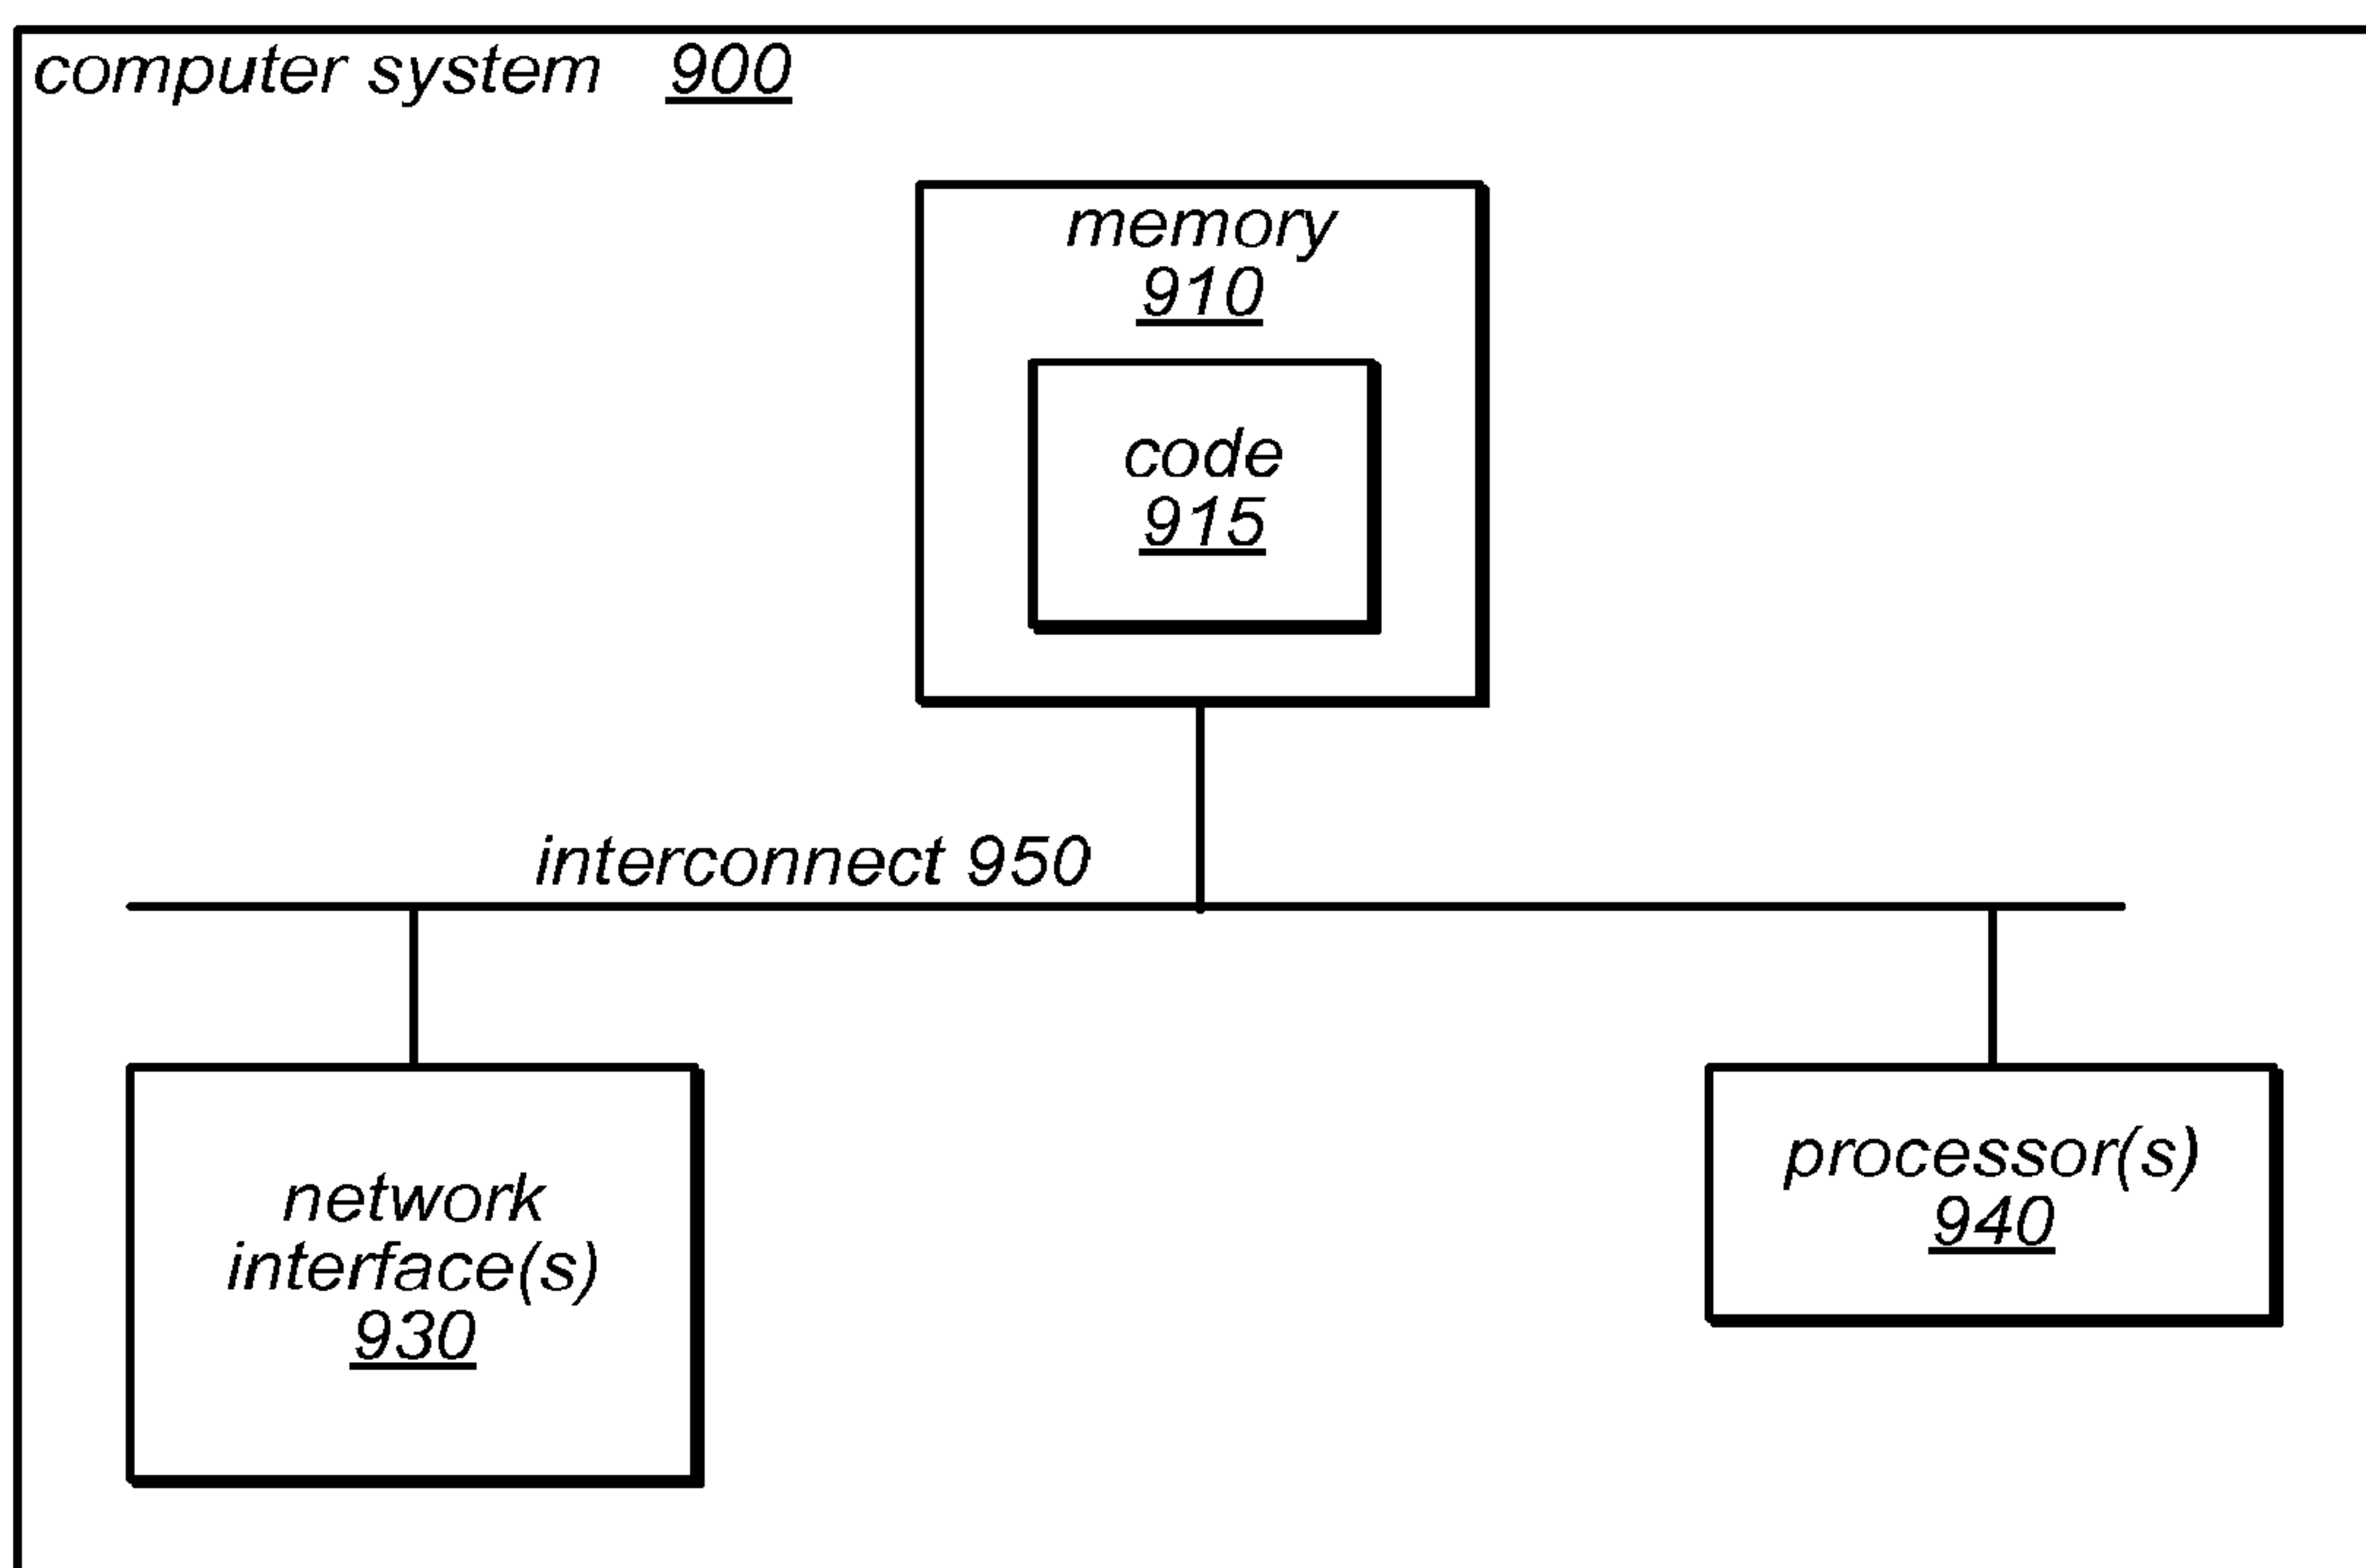 computer system 900
memory
910
code
915
interconnect 950
network
interface(s)
930
processor(s)
940